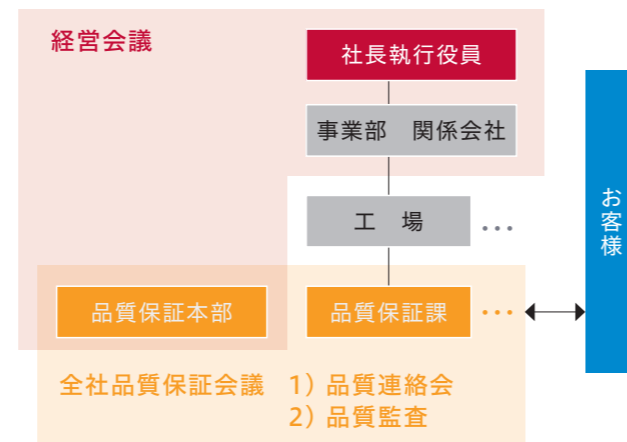 経営会議
社長執行役員
事業部　関係会社
工　場
…
お客様
品質保証本部
品質保証課
…
全社品質保証会議
1）品質連絡会
2）品質監査